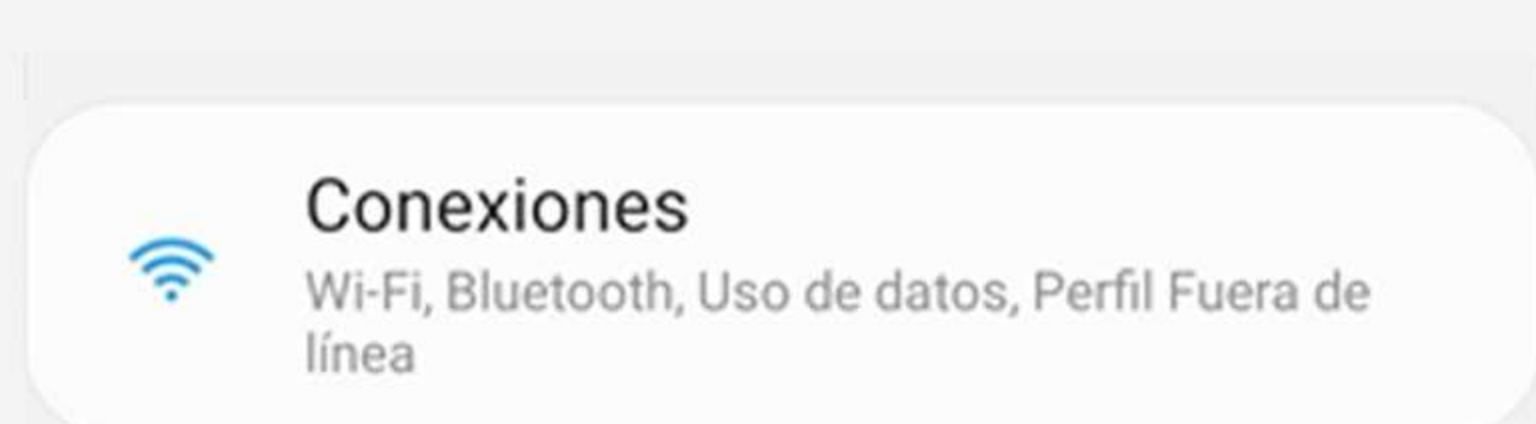 Conexiones
Wi-Fi, Bluetooth, Uso de datos, Perfil Fuera de
línea